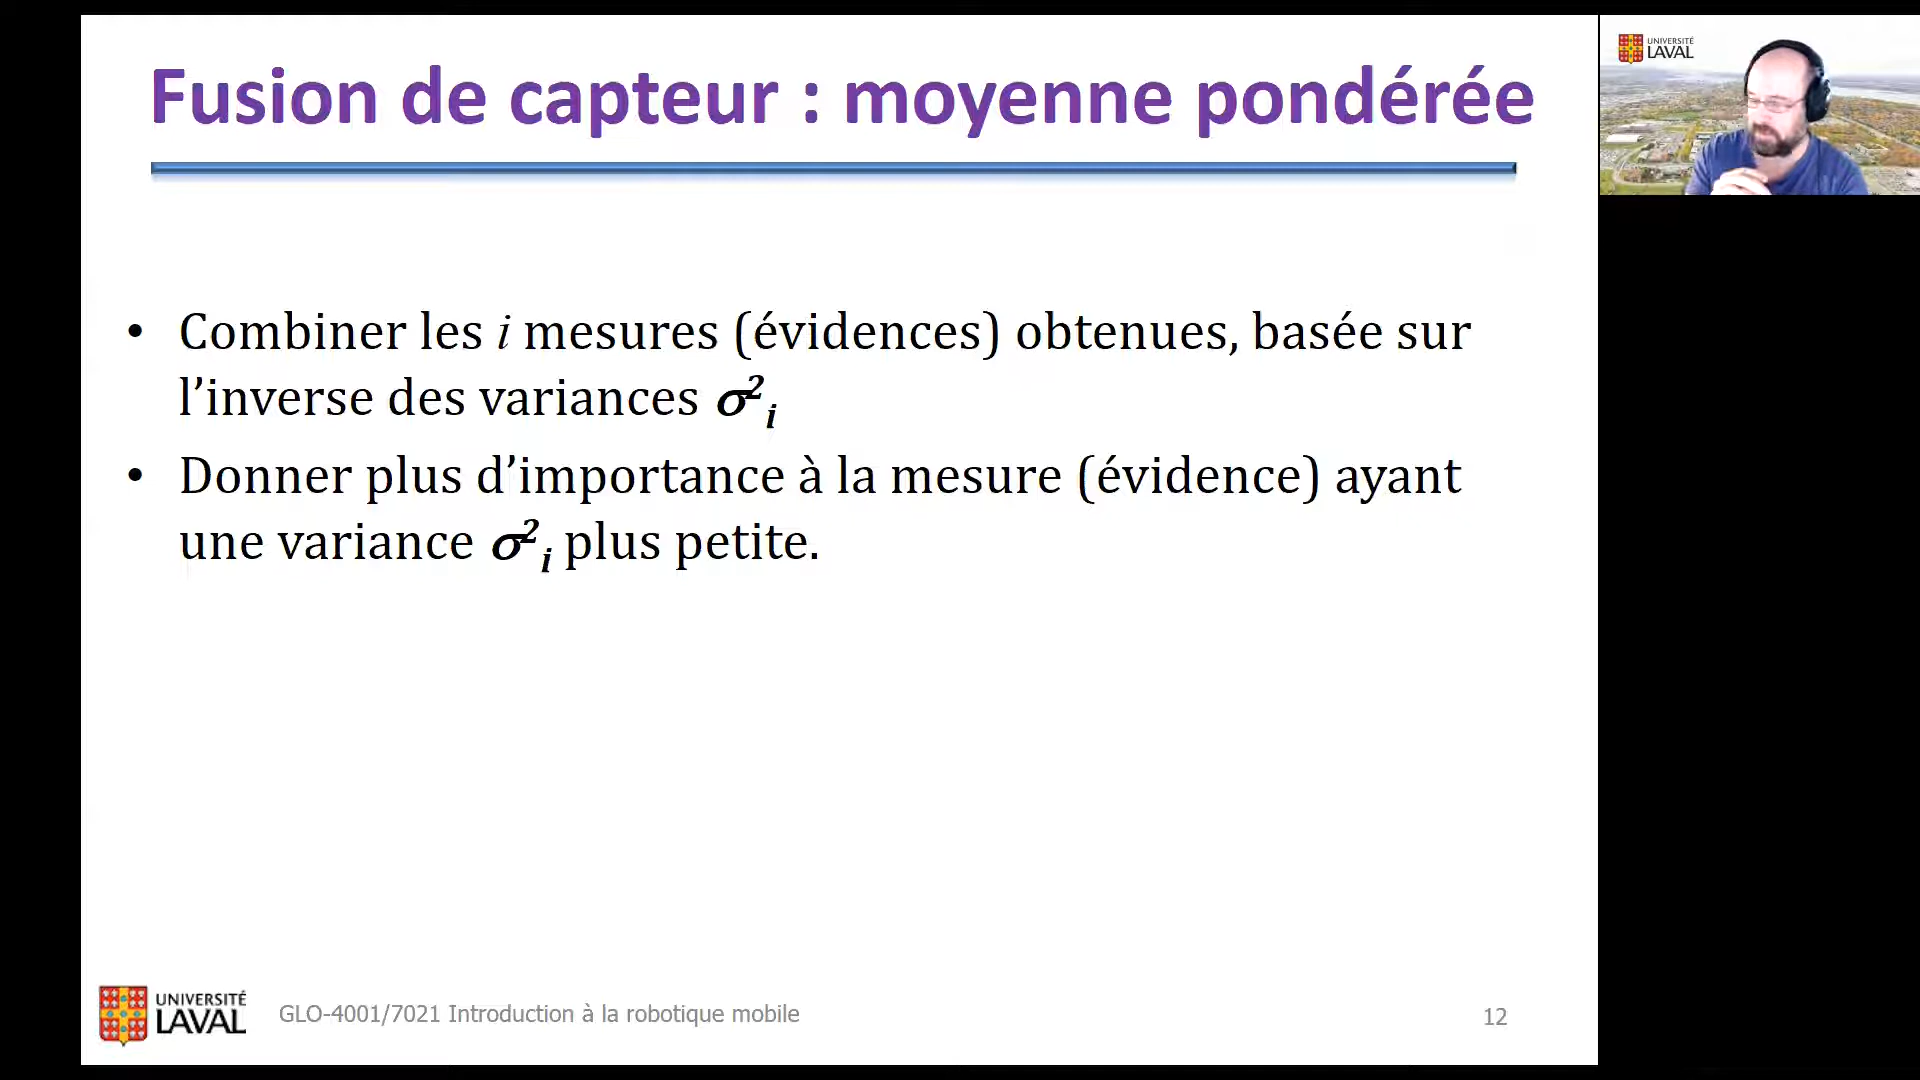 Fusion de capteur : moyenne pondérée
UNIVERSITÉ
LAVAL
• Combiner les i mesures (évidences) obtenues, basée sur
l’inverse des variances σ²ᵢ
• Donner plus d’importance à la mesure (évidence) ayant
une variance σ²ᵢ plus petite.
UNIVERSITÉ
LAVAL
GLO-4001/7021 Introduction à la robotique mobile
12